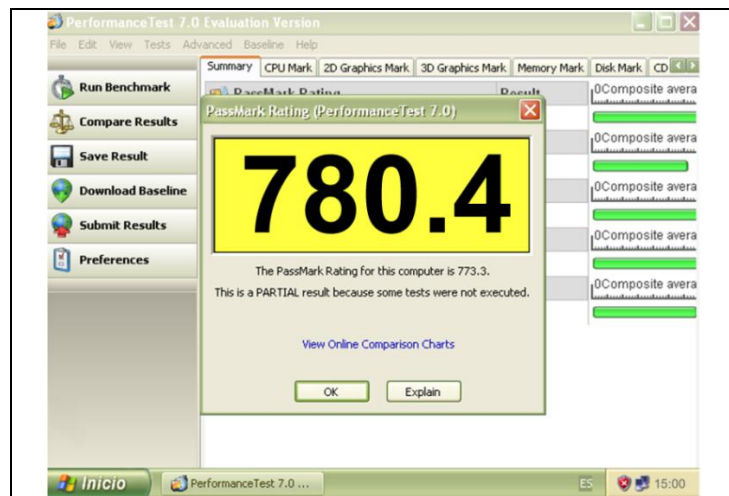 PerformanceTest 7.0 Evaluation Version
File Edit View Tests Advanced Baseline Help
Summary CPU Mark 2D Graphics Mark 3D Graphics Mark Memory Mark Disk Mark CD
Run Benchmark
Compare Results
Save Result
Download Baseline
Submit Results
Preferences
PassMark Rating Result
0Composite avera
0Composite avera
0Composite avera
0Composite avera
0Composite avera
PassMark Rating (PerformanceTest 7.0)
780.4
The PassMark Rating for this computer is 773.3.
This is a PARTIAL result because some tests were not executed.
View Online Comparison Charts
OK Explain
Inicio PerformanceTest 7.0 ... ES 15:00